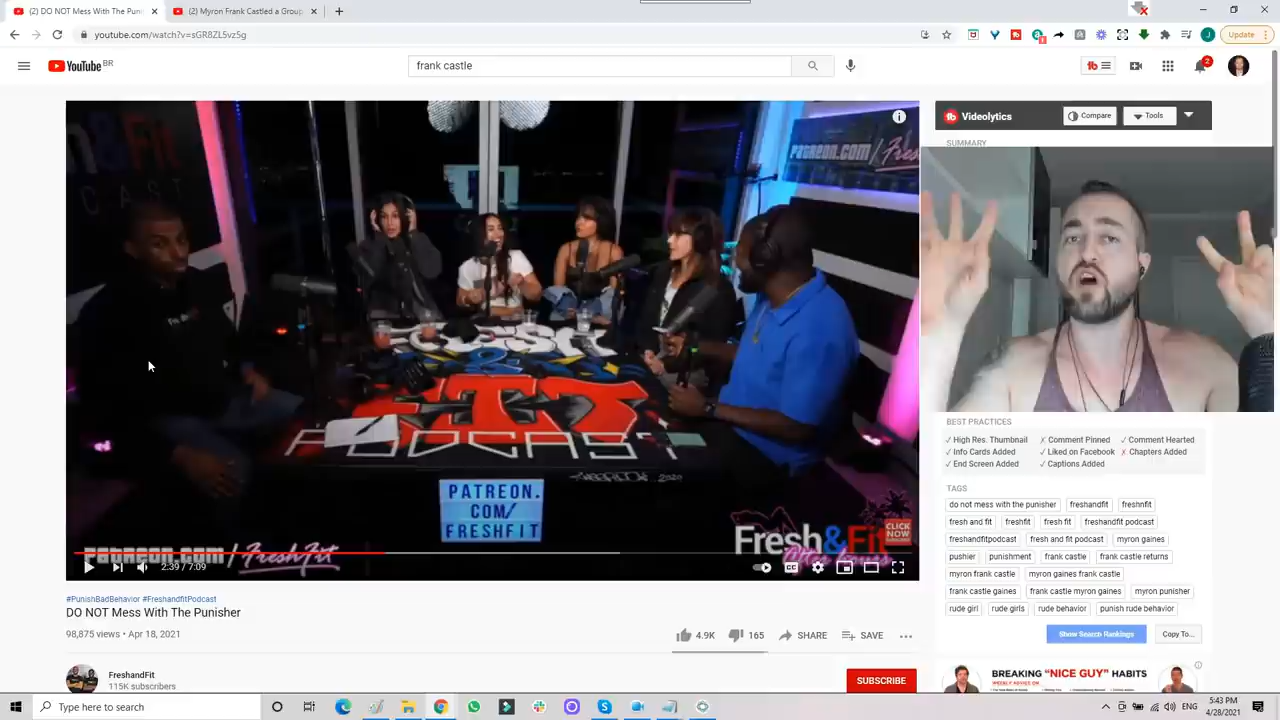 (2) DO NOT Mess With The Puni
(2) Myron Frank Castled a Group
youtube.com/watch?v=sGR8ZL5vz5g
Update
YouTube BR
frank castle
2
Videolytics
Compare
Tools
SUMMARY
patreon.com/Fresh
PATREON.
COM/
FRESHFIT
PODCAST
patreon.com/FreshFit
Fresh&Fit
CLICK
NOW
SUBSCRIBE
2:39 / 7:09
BEST PRACTICES
✓ High Res. Thumbnail ✗ Comment Pinned ✓ Comment Hearted
✓ Info Cards Added ✓ Liked on Facebook ✗ Chapters Added
✓ End Screen Added ✓ Captions Added
TAGS
do not mess with the punisher freshandfit freshnfit
fresh and fit freshfit fresh fit freshandfit podcast
freshandfitpodcast fresh and fit podcast myron gaines
pushier punishment frank castle frank castle returns
myron frank castle myron gaines frank castle
frank castle gaines frank castle myron gaines myron punisher
rude girl rude girls rude behavior punish rude behavior
Show Search Rankings Copy To...
#PunishBadBehavior #FreshandfitPodcast
DO NOT Mess With The Punisher
98,875 views • Apr 18, 2021
4.9K 165 SHARE SAVE
FreshandFit
115K subscribers
SUBSCRIBE
BREAKING “NICE GUY” HABITS
Type here to search
5:43 PM
4/28/2021